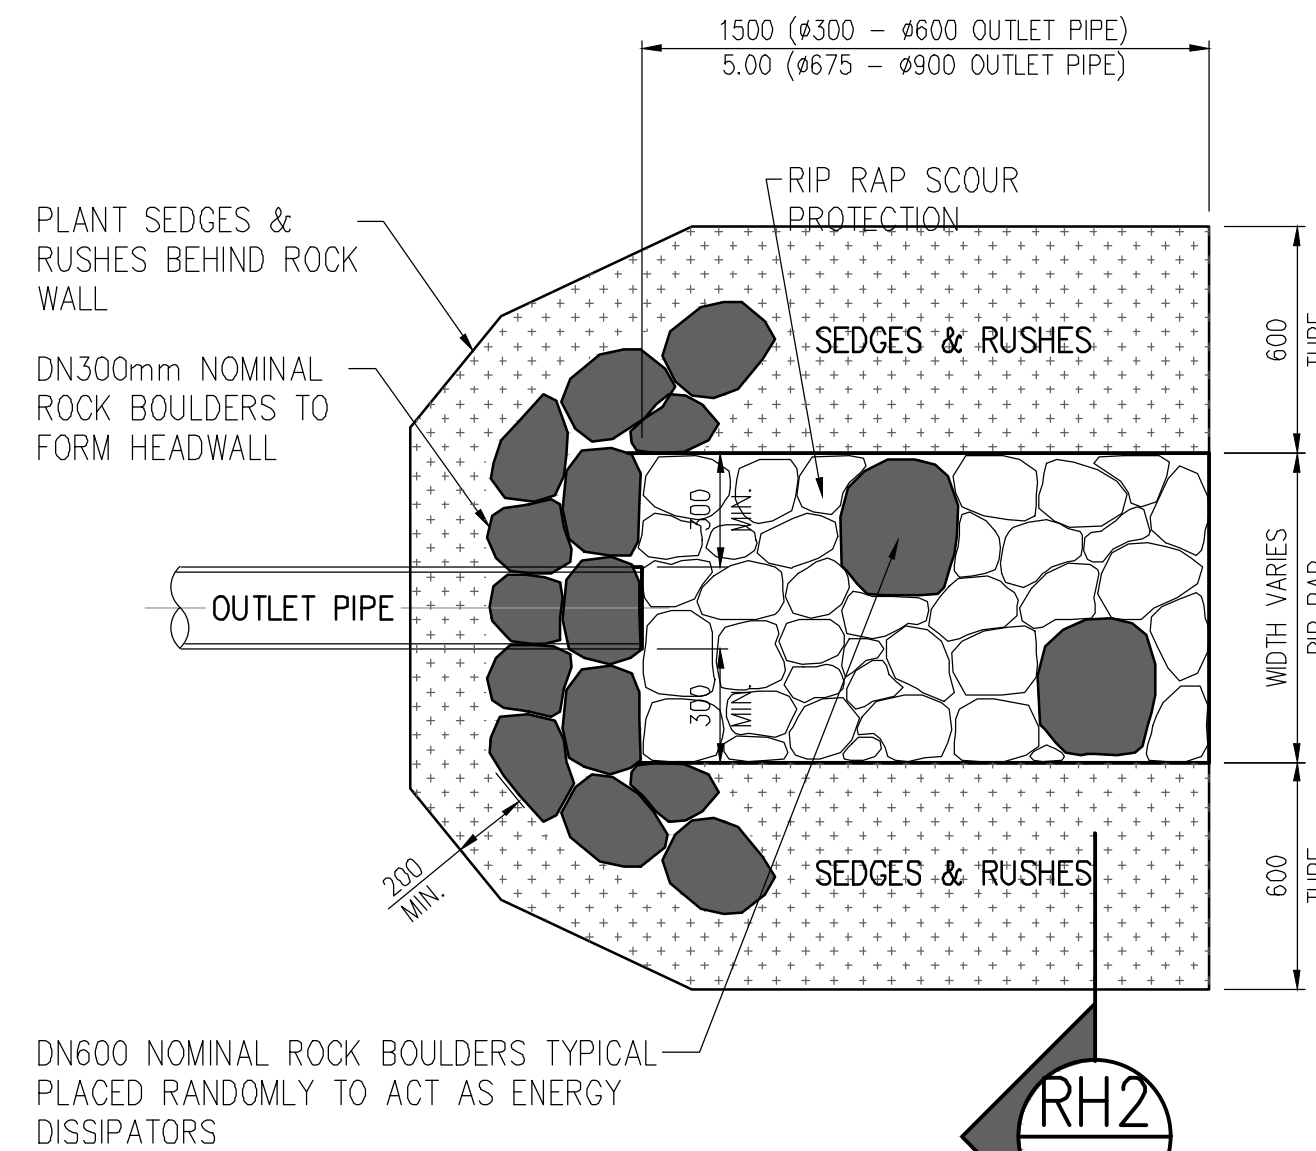 1500 (ø300 – ø600 OUTLET PIPE)
5.00 (ø675 – ø900 OUTLET PIPE)
RIP RAP SCOUR
PROTECTION
PLANT SEDGES &
RUSHES BEHIND ROCK
WALL
DN300mm NOMINAL
ROCK BOULDERS TO
FORM HEADWALL
SEDGES & RUSHES
600
300
MIN.
WIDTH VARIES
RIP RAP
OUTLET PIPE
300
MIN.
200
MIN.
SEDGES & RUSHES
600
DN600 NOMINAL ROCK BOULDERS TYPICAL
PLACED RANDOMLY TO ACT AS ENERGY
DISSIPATORS
RH2